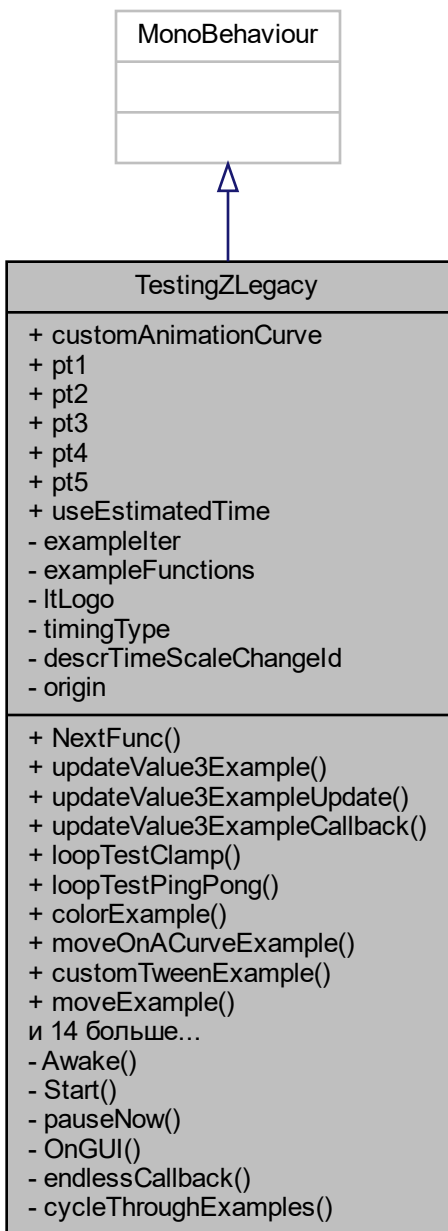 MonoBehaviour
TestingZLegacy
+ customAnimationCurve
+ pt1
+ pt2
+ pt3
+ pt4
+ pt5
+ useEstimatedTime
- exampleIter
- exampleFunctions
- ltLogo
- timingType
- descrTimeScaleChangeId
- origin
+ NextFunc()
+ updateValue3Example()
+ updateValue3ExampleUpdate()
+ updateValue3ExampleCallback()
+ loopTestClamp()
+ loopTestPingPong()
+ colorExample()
+ moveOnACurveExample()
+ customTweenExample()
+ moveExample()
и 14 больше...
- Awake()
- Start()
- pauseNow()
- OnGUI()
- endlessCallback()
- cycleThroughExamples()